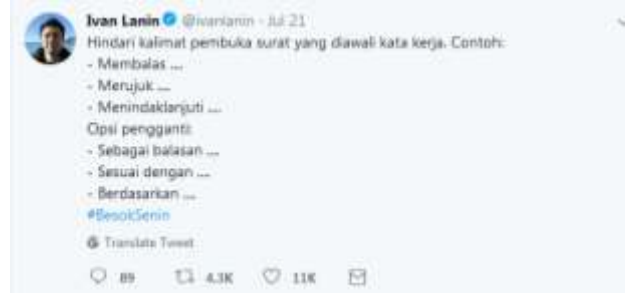 Ivan Lanin @ivanlanin · Jul 21
Hindari kalimat pembuka surat yang diawali kata kerja. Contoh:
- Membalas ....
- Merujuk ....
- Menindaklanjuti ....
Opsi pengganti:
- Sebagai balasan ....
- Sesuai dengan ....
- Berdasarkan ....
#BesokSenin
Translate Tweet
89 4.3K 11K